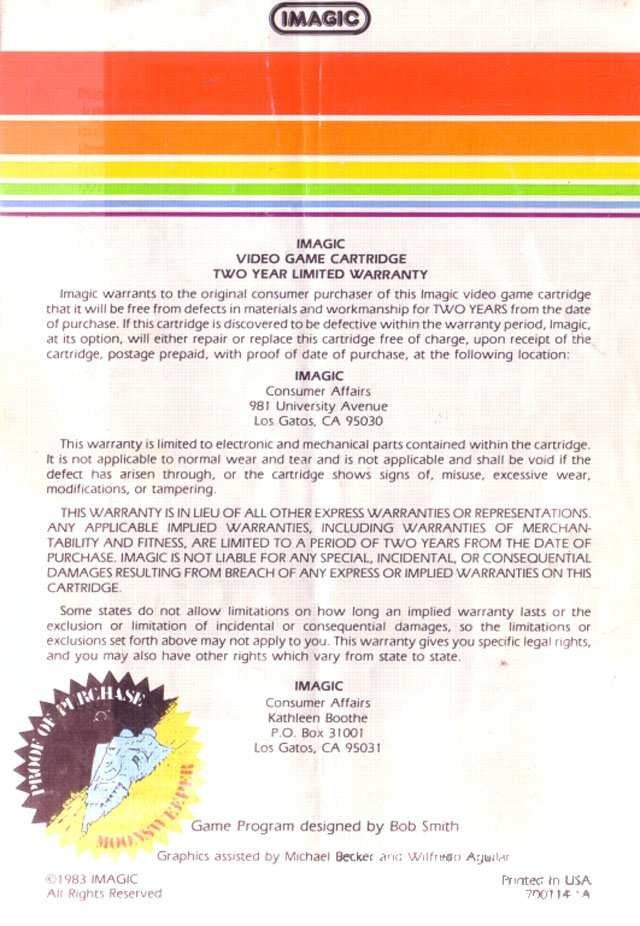 IMAGIC
IMAGIC
VIDEO GAME CARTRIDGE
TWO YEAR LIMITED WARRANTY
Imagic warrants to the original consumer purchaser of this Imagic video game cartridge
that it will be free from defects in materials and workmanship for TWO YEARS from the date
of purchase. If this cartridge is discovered to be defective within the warranty period, Imagic,
at its option, will either repair or replace this cartridge free of charge, upon receipt of the
cartridge, postage prepaid, with proof of date of purchase, at the following location:
IMAGIC
Consumer Affairs
981 University Avenue
Los Gatos, CA 95030
This warranty is limited to electronic and mechanical parts contained within the cartridge.
It is not applicable to normal wear and tear and is not applicable and shall be void if the
defect has arisen through, or the cartridge shows signs of, misuse, excessive wear,
modifications, or tampering.
THIS WARRANTY IS IN LIEU OF ALL OTHER EXPRESS WARRANTIES OR REPRESENTATIONS.
ANY APPLICABLE IMPLIED WARRANTIES, INCLUDING WARRANTIES OF MERCHAN-
TABILITY AND FITNESS, ARE LIMITED TO A PERIOD OF TWO YEARS FROM THE DATE OF
PURCHASE. IMAGIC IS NOT LIABLE FOR ANY SPECIAL, INCIDENTAL, OR CONSEQUENTIAL
DAMAGES RESULTING FROM BREACH OF ANY EXPRESS OR IMPLIED WARRANTIES ON THIS
CARTRIDGE.
Some states do not allow limitations on how long an implied warranty lasts or the
exclusion or limitation of incidental or consequential damages, so the limitations or
exclusions set forth above may not apply to you. This warranty gives you specific legal rights,
and you may also have other rights which vary from state to state.
IMAGIC
Consumer Affairs
Kathleen Boothe
P.O. Box 31001
Los Gatos, CA 95031
PROOF OF PURCHASE
MOONSWEEPER
Game Program designed by Bob Smith
Graphics assisted by Michael Becker and Wilfredo Aguilar
©1983 IMAGIC
All Rights Reserved
Printed in USA